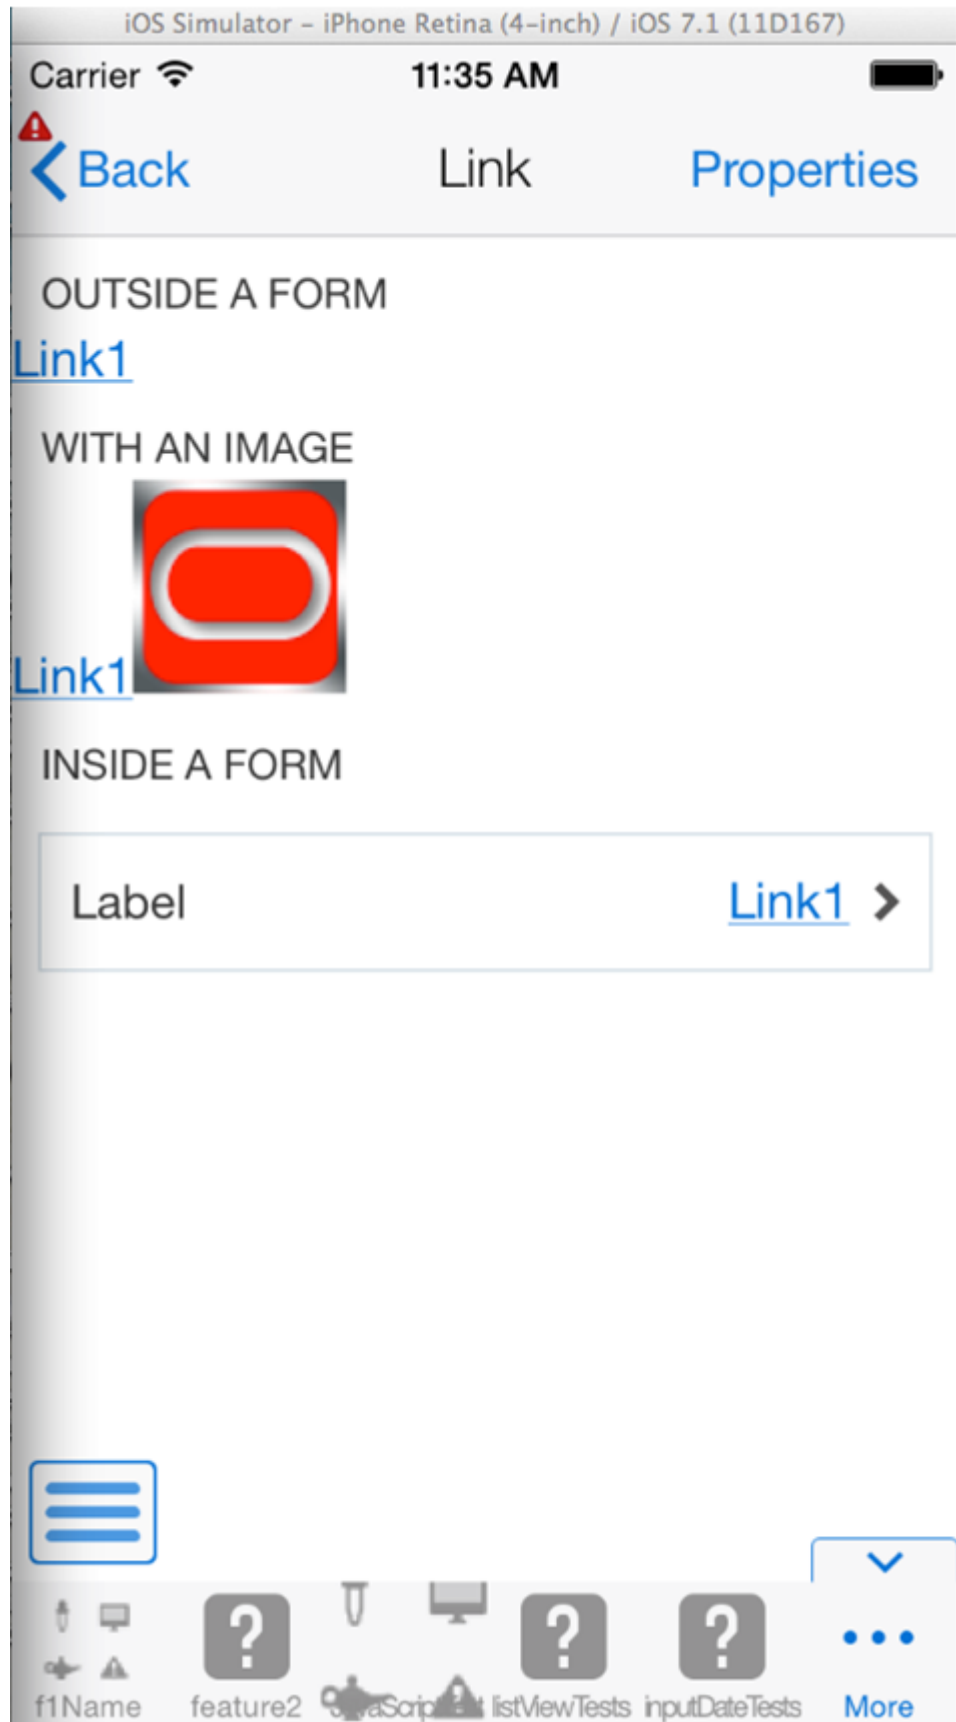 iOS Simulator – iPhone Retina (4-inch) / iOS 7.1 (11D167)
Carrier 11:35 AM
Back Link Properties
OUTSIDE A FORM
Link1
WITH AN IMAGE
Link1
INSIDE A FORM
Label Link1
f1Name feature2 listViewTests inputDateTests More